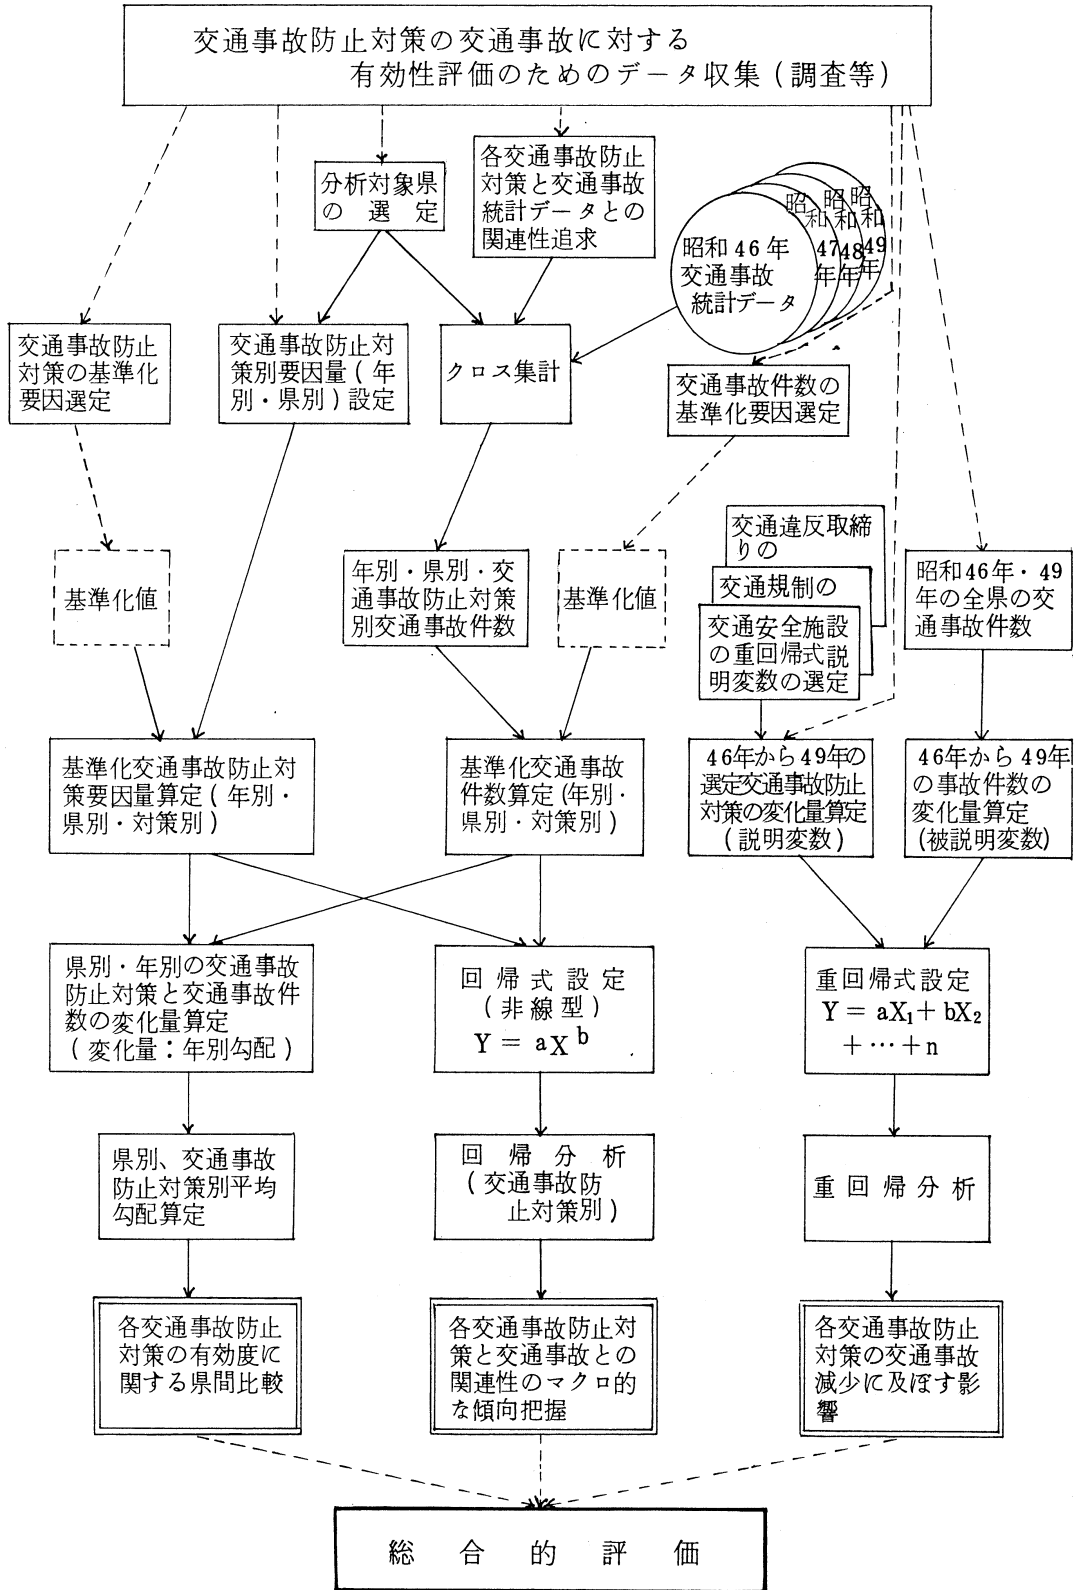 交通事故防止対策の交通事故に対する
有効性評価のためのデータ収集(調査等)
分析対象県
の選定
各交通事故防止
対策と交通事故
統計データとの
関連性追求
昭和46年
交通事故
統計データ
昭和47年
昭和48年
昭和49年
交通事故防止
対策の基準化
要因選定
交通事故防止対
策別要因量(年
別・県別)設定
クロス集計
交通事故件数の
基準化要因選定
基準化値
年別・県別・交
通事故防止対策
別交通事故件数
基準化値
交通違反取締
りの
交通規制の
交通安全施設
の重回帰式説
明変数の選定
昭和46年・49
年の全県の交
通事故件数
基準化交通事故防止対
策要因量算定(年別・
県別・対策別)
基準化交通事故
件数算定(年別・
県別・対策別)
46年から49年の
選定交通事故防止
対策の変化量算定
(説明変数)
46年から49年
の事故件数の
変化量算定
(被説明変数)
県別・年別の交通事故
防止対策と交通事故件
数の変化量算定
(変化量:年別勾配)
回帰式設定
(非線型)
Y = aX^b
重回帰式設定
Y = aX₁ + bX₂
+ … + n
県別、交通事故
防止対策別平均
勾配算定
回帰分析
(交通事故防
止対策別)
重回帰分析
各交通事故防止
対策の有効度に
関する県間比較
各交通事故防止対
策と交通事故との
関連性のマクロ的
な傾向把握
各交通事故防止
対策の交通事故
減少に及ぼす影
響
総合的評価